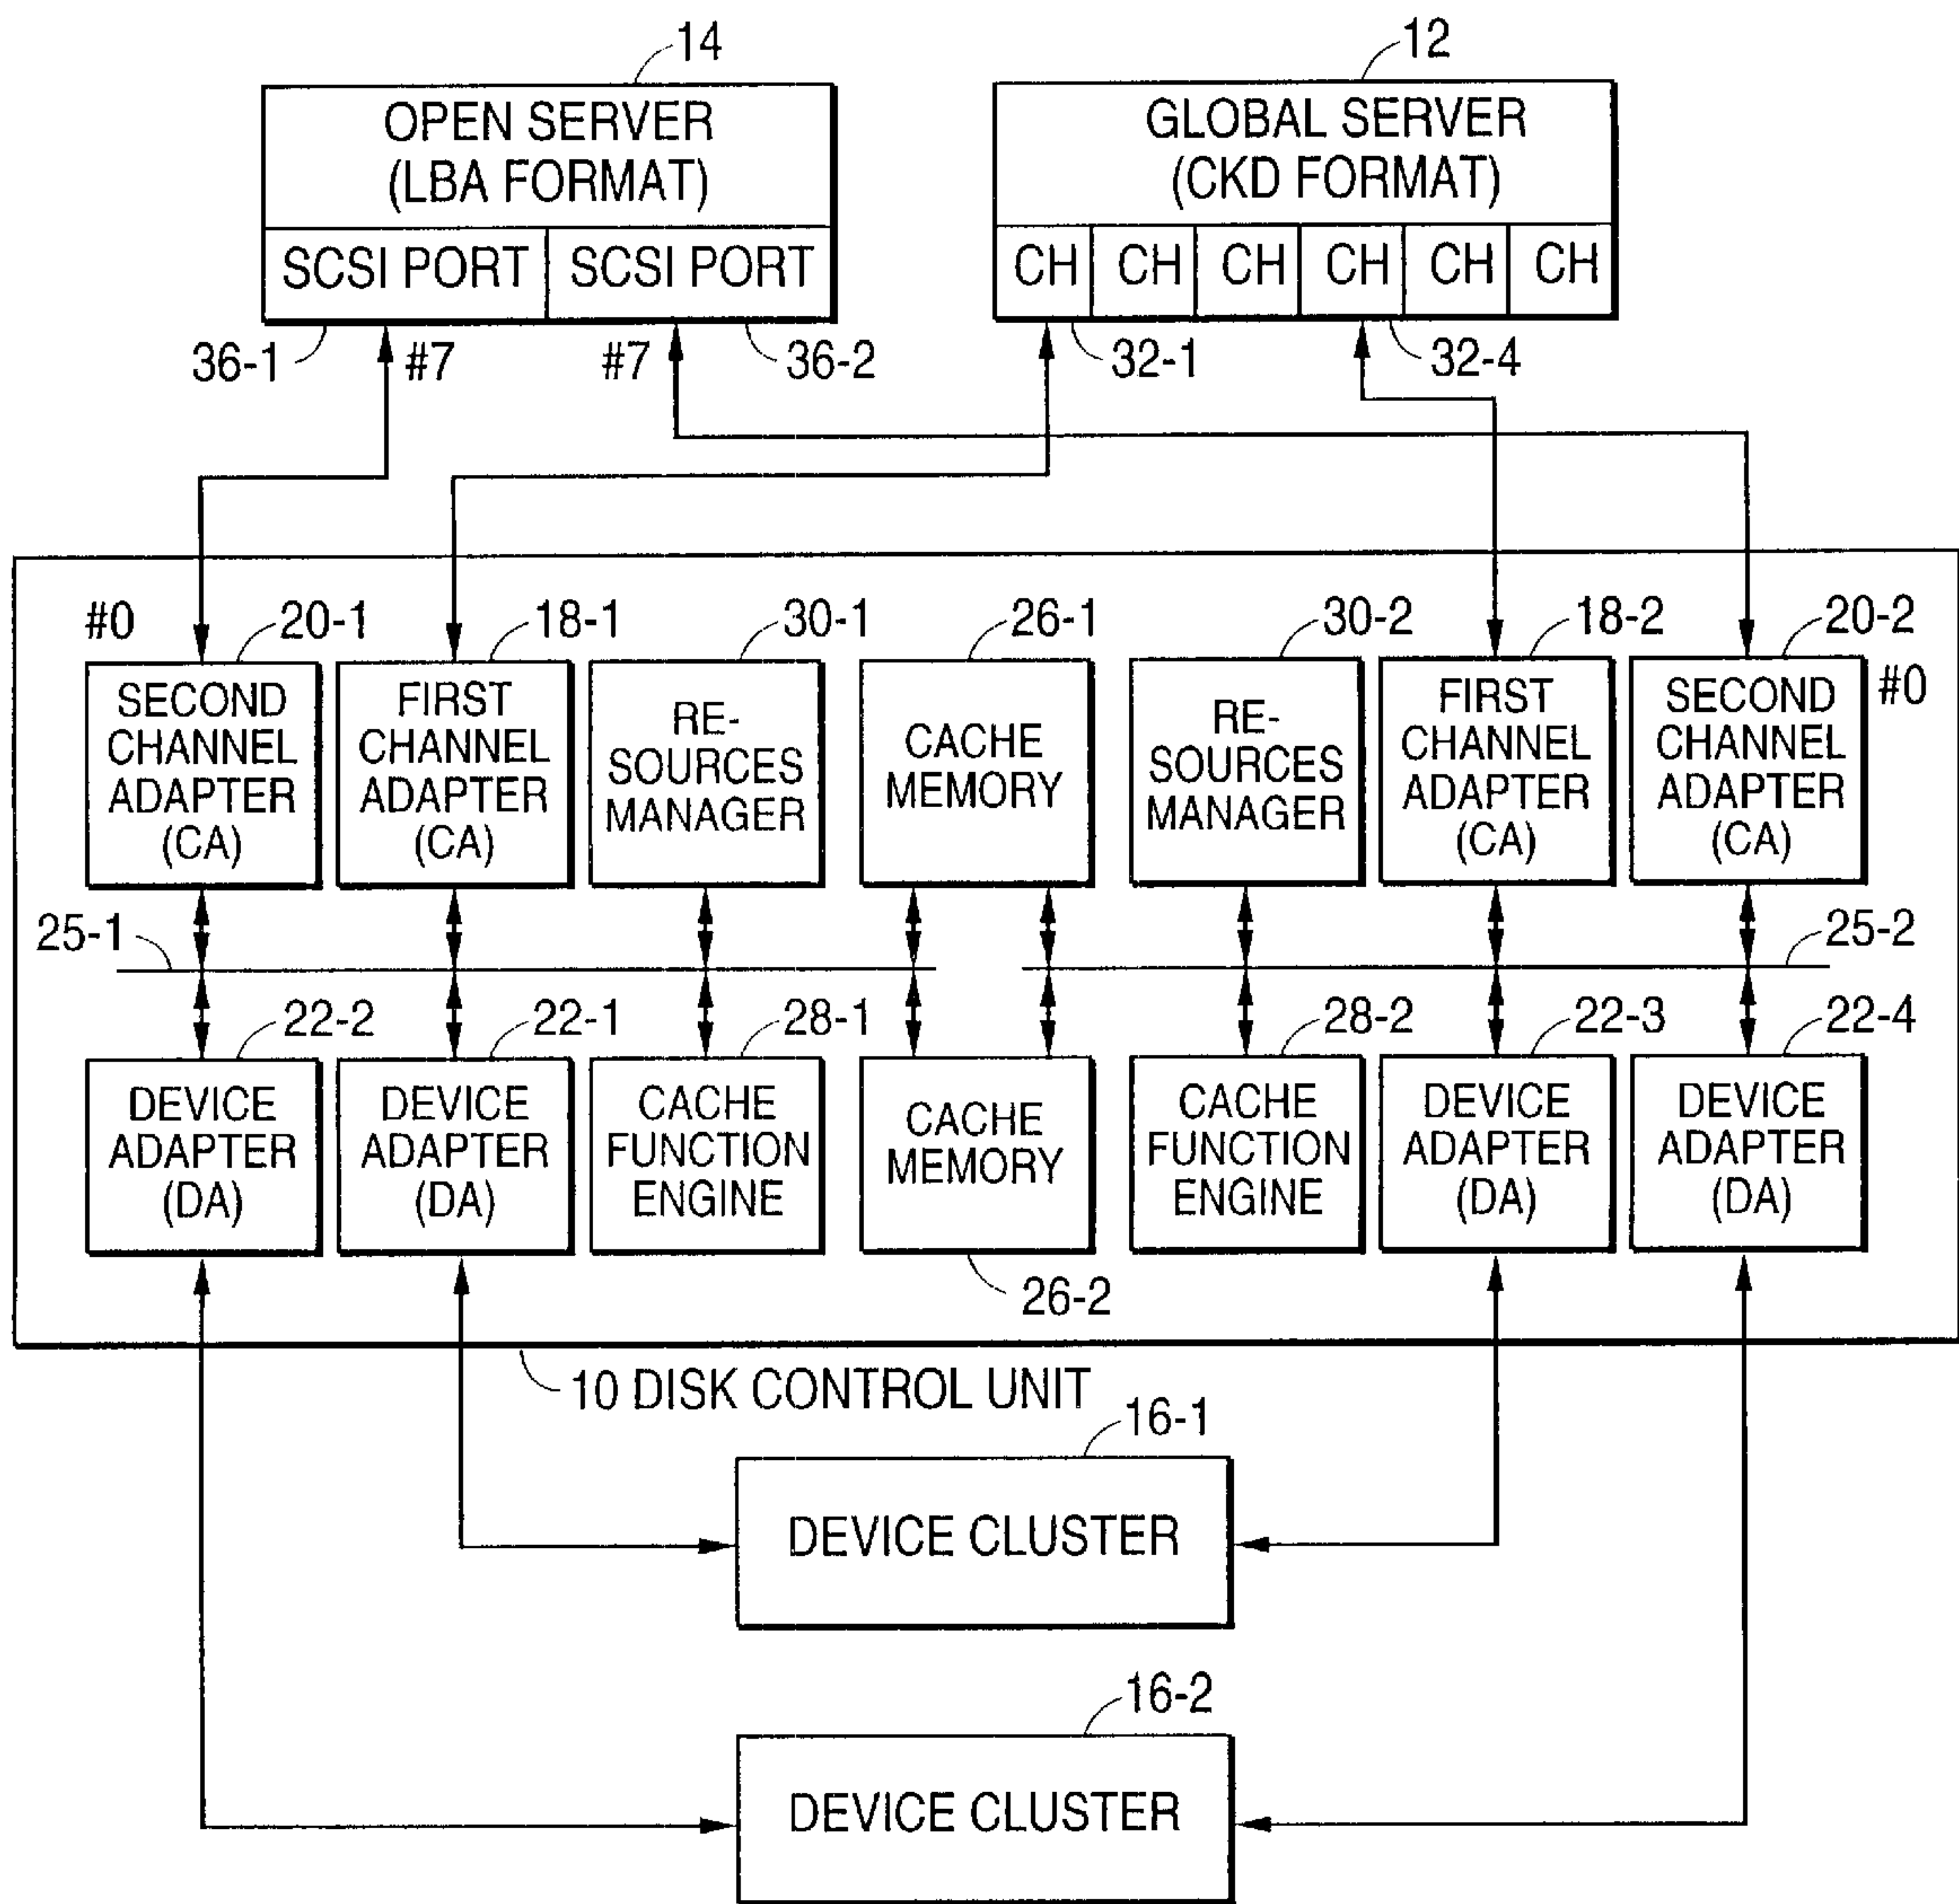 14
12
OPEN SERVER
(LBA FORMAT)
GLOBAL SERVER
(CKD FORMAT)
SCSI PORT SCSI PORT
CH CH CH CH CH CH
36-1 #7 #7 36-2 32-1 32-4
#0 20-1 18-1 30-1 26-1 30-2 18-2 20-2
SECOND
CHANNEL
ADAPTER
(CA)
FIRST
CHANNEL
ADAPTER
(CA)
RE-
SOURCES
MANAGER
CACHE
MEMORY
RE-
SOURCES
MANAGER
FIRST
CHANNEL
ADAPTER
(CA)
SECOND
CHANNEL
ADAPTER
(CA)
#0
25-1
25-2
22-2 22-1 28-1 28-2 22-3 22-4
DEVICE
ADAPTER
(DA)
DEVICE
ADAPTER
(DA)
CACHE
FUNCTION
ENGINE
CACHE
MEMORY
CACHE
FUNCTION
ENGINE
DEVICE
ADAPTER
(DA)
DEVICE
ADAPTER
(DA)
26-2
10 DISK CONTROL UNIT
16-1
DEVICE CLUSTER
16-2
DEVICE CLUSTER